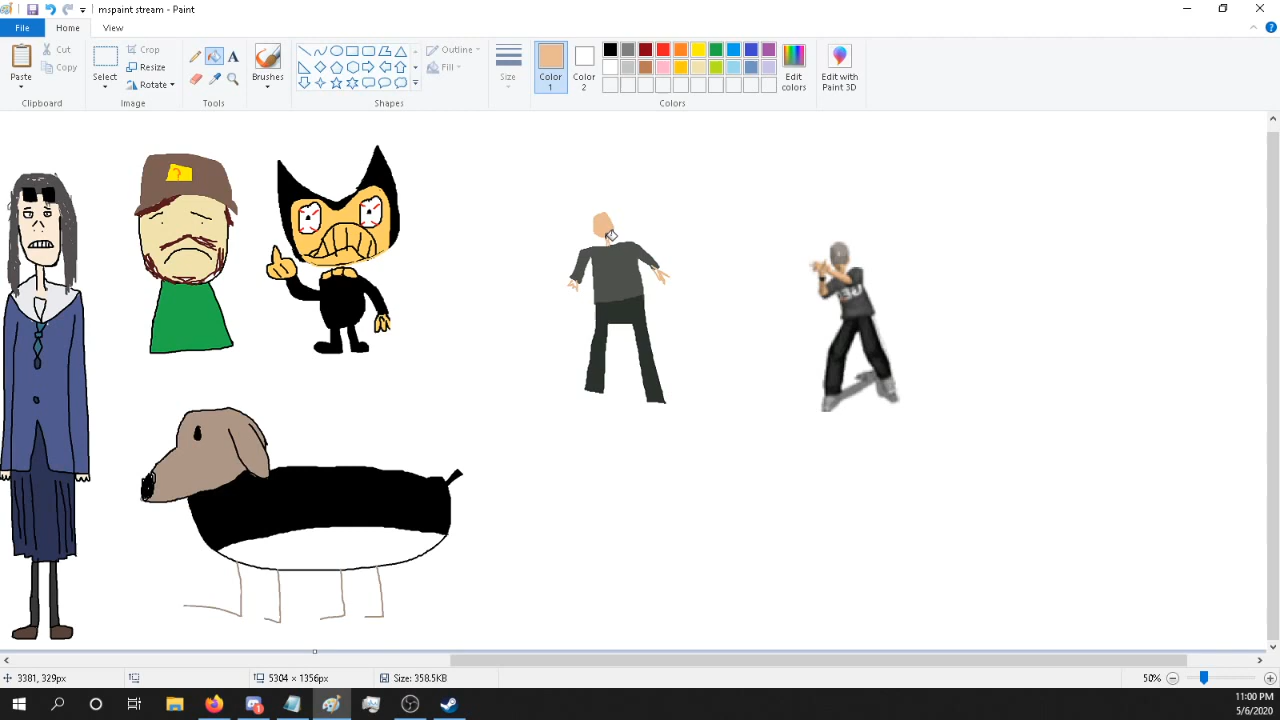 mspaint stream - Paint
File
Home
View
Paste
Cut
Copy
Clipboard
Select
Crop
Resize
Rotate
Image
A
Tools
Brushes
Outline
Fill
Shapes
Size
Color
1
Color
2
Edit
colors
Colors
Edit with
Paint 3D
?
3381, 329px
5304 × 1356px
Size: 358.5KB
50%
11:00 PM
5/6/2020